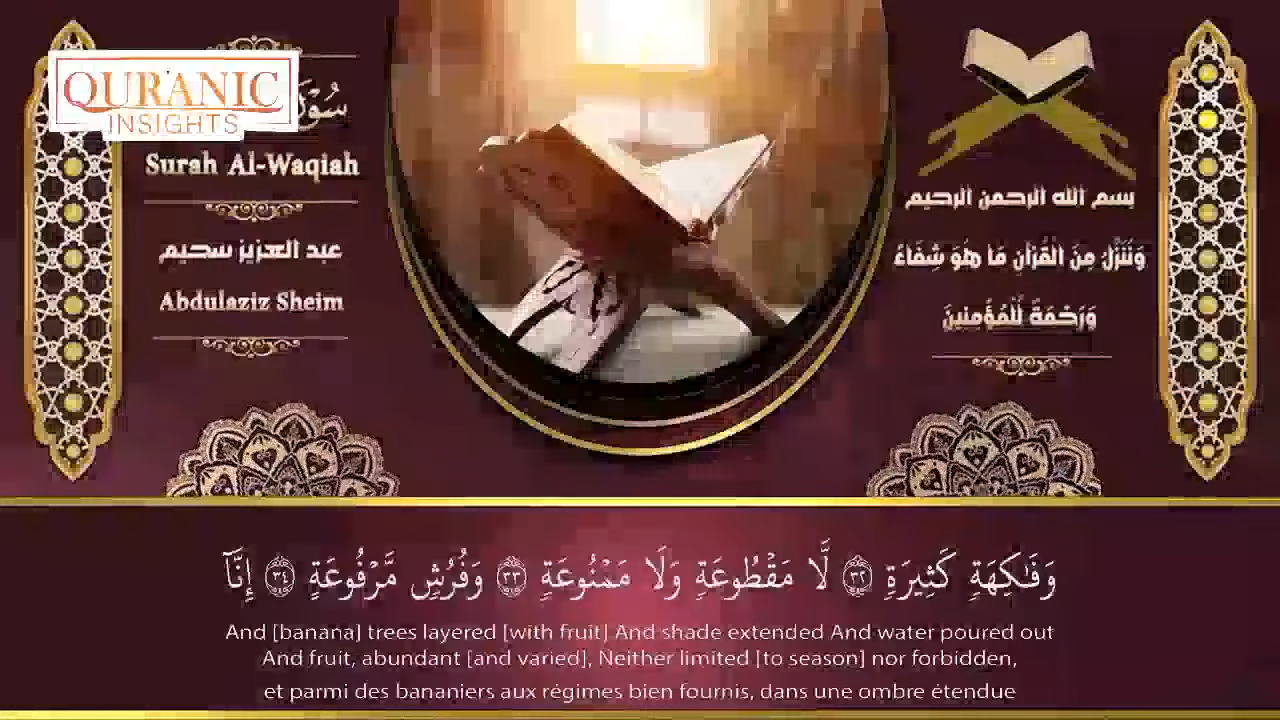 QURANIC
INSIGHTS
Surah Al-Waqiah
عبد العزيز سحيم
Abdulaziz Sheim
بسم الله الرحمن الرحيم
وَنُنَزِّلُ مِنَ الْقُرْآنِ مَا هُوَ شِفَاءٌ
وَرَحْمَةٌ لِّلْمُؤْمِنِينَ
وَفَٰكِهَةٍ كَثِيرَةٍ ٣٢ لَّا مَقْطُوعَةٍ وَلَا مَمْنُوعَةٍ ٣٣ وَفُرُشٍ مَّرْفُوعَةٍ ٣٤ إِنَّآ
And [banana] trees layered [with fruit] And shade extended And water poured out
And fruit, abundant [and varied], Neither limited [to season] nor forbidden,
et parmi des bananiers aux régimes bien fournis, dans une ombre étendue